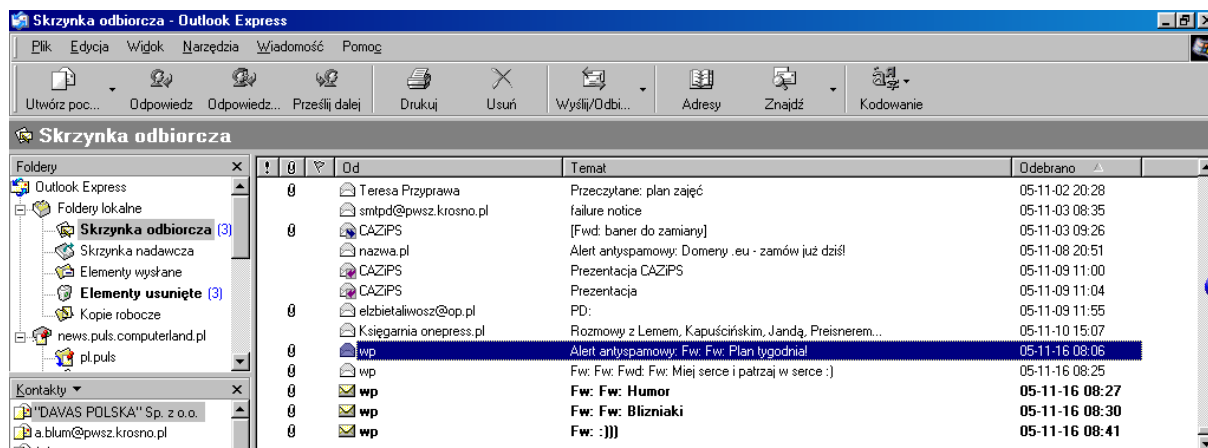 Skrzynka odbiorcza - Outlook Express
Plik Edycja Widok Narzędzia Wiadomość Pomoc
Utwórz poc... Odpowiedz Odpowiedz... Prześlij dalej Drukuj Usuń Wyślij/Odbi... Adresy Znajdź Kodowanie
Skrzynka odbiorcza
Foldery
Outlook Express
Foldery lokalne
Skrzynka odbiorcza (3)
Skrzynka nadawcza
Elementy wysłane
Elementy usunięte (3)
Kopie robocze
news.puls.computerland.pl
pl.puls
Kontakty
"DAVAS POLSKA" Sp. z o.o.
a.blum@pwsz.krosno.pl
! Od Temat Odebrano
Teresa Przyprawa Przeczytane: plan zajęć 05-11-02 20:28
smtpd@pwsz.krosno.pl failure notice 05-11-03 08:35
CAZiPS [Fwd: baner do zamiany] 05-11-03 09:26
nazwa.pl Alert antyspamowy: Domeny .eu - zamów już dziś! 05-11-08 20:51
CAZiPS Prezentacja CAZiPS 05-11-09 11:00
CAZiPS Prezentacja 05-11-09 11:04
elzbietaliwosz@op.pl PD: 05-11-09 11:55
Księgarnia onepress.pl Rozmowy z Lemem, Kapuścińskim, Jandą, Preisnerem... 05-11-10 15:07
wp Alert antyspamowy: Fw: Fw: Plan tygodnia! 05-11-16 08:06
wp Fw: Fw: Fwd: Fw: Miej serce i patrzaj w serce :) 05-11-16 08:25
wp Fw: Fw: Humor 05-11-16 08:27
wp Fw: Fw: Blizniaki 05-11-16 08:30
wp Fw: :))) 05-11-16 08:41